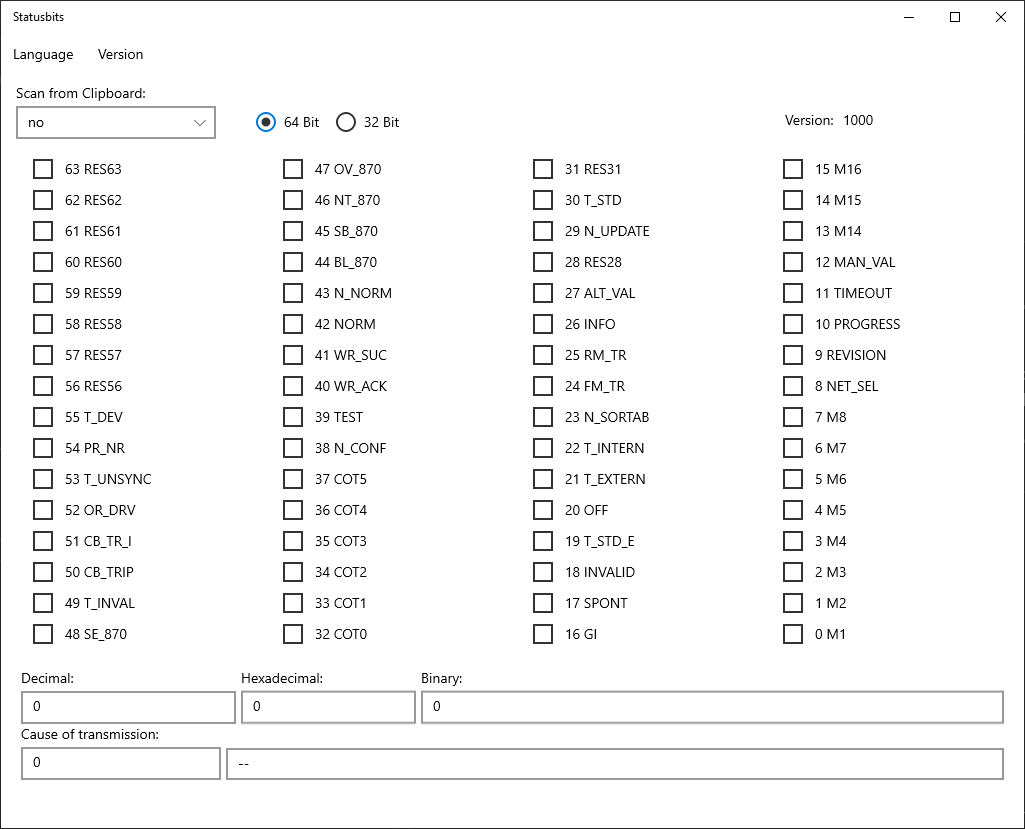 Statusbits
Language Version
Scan from Clipboard:
no 64 Bit 32 Bit Version: 1000
63 RES63 47 OV_870 31 RES31 15 M16
62 RES62 46 NT_870 30 T_STD 14 M15
61 RES61 45 SB_870 29 N_UPDATE 13 M14
60 RES60 44 BL_870 28 RES28 12 MAN_VAL
59 RES59 43 N_NORM 27 ALT_VAL 11 TIMEOUT
58 RES58 42 NORM 26 INFO 10 PROGRESS
57 RES57 41 WR_SUC 25 RM_TR 9 REVISION
56 RES56 40 WR_ACK 24 FM_TR 8 NET_SEL
55 T_DEV 39 TEST 23 N_SORTAB 7 M8
54 PR_NR 38 N_CONF 22 T_INTERN 6 M7
53 T_UNSYNC 37 COT5 21 T_EXTERN 5 M6
52 OR_DRV 36 COT4 20 OFF 4 M5
51 CB_TR_I 35 COT3 19 T_STD_E 3 M4
50 CB_TRIP 34 COT2 18 INVALID 2 M3
49 T_INVAL 33 COT1 17 SPONT 1 M2
48 SE_870 32 COT0 16 GI 0 M1
Decimal: Hexadecimal: Binary:
0 0 0
Cause of transmission:
0 --